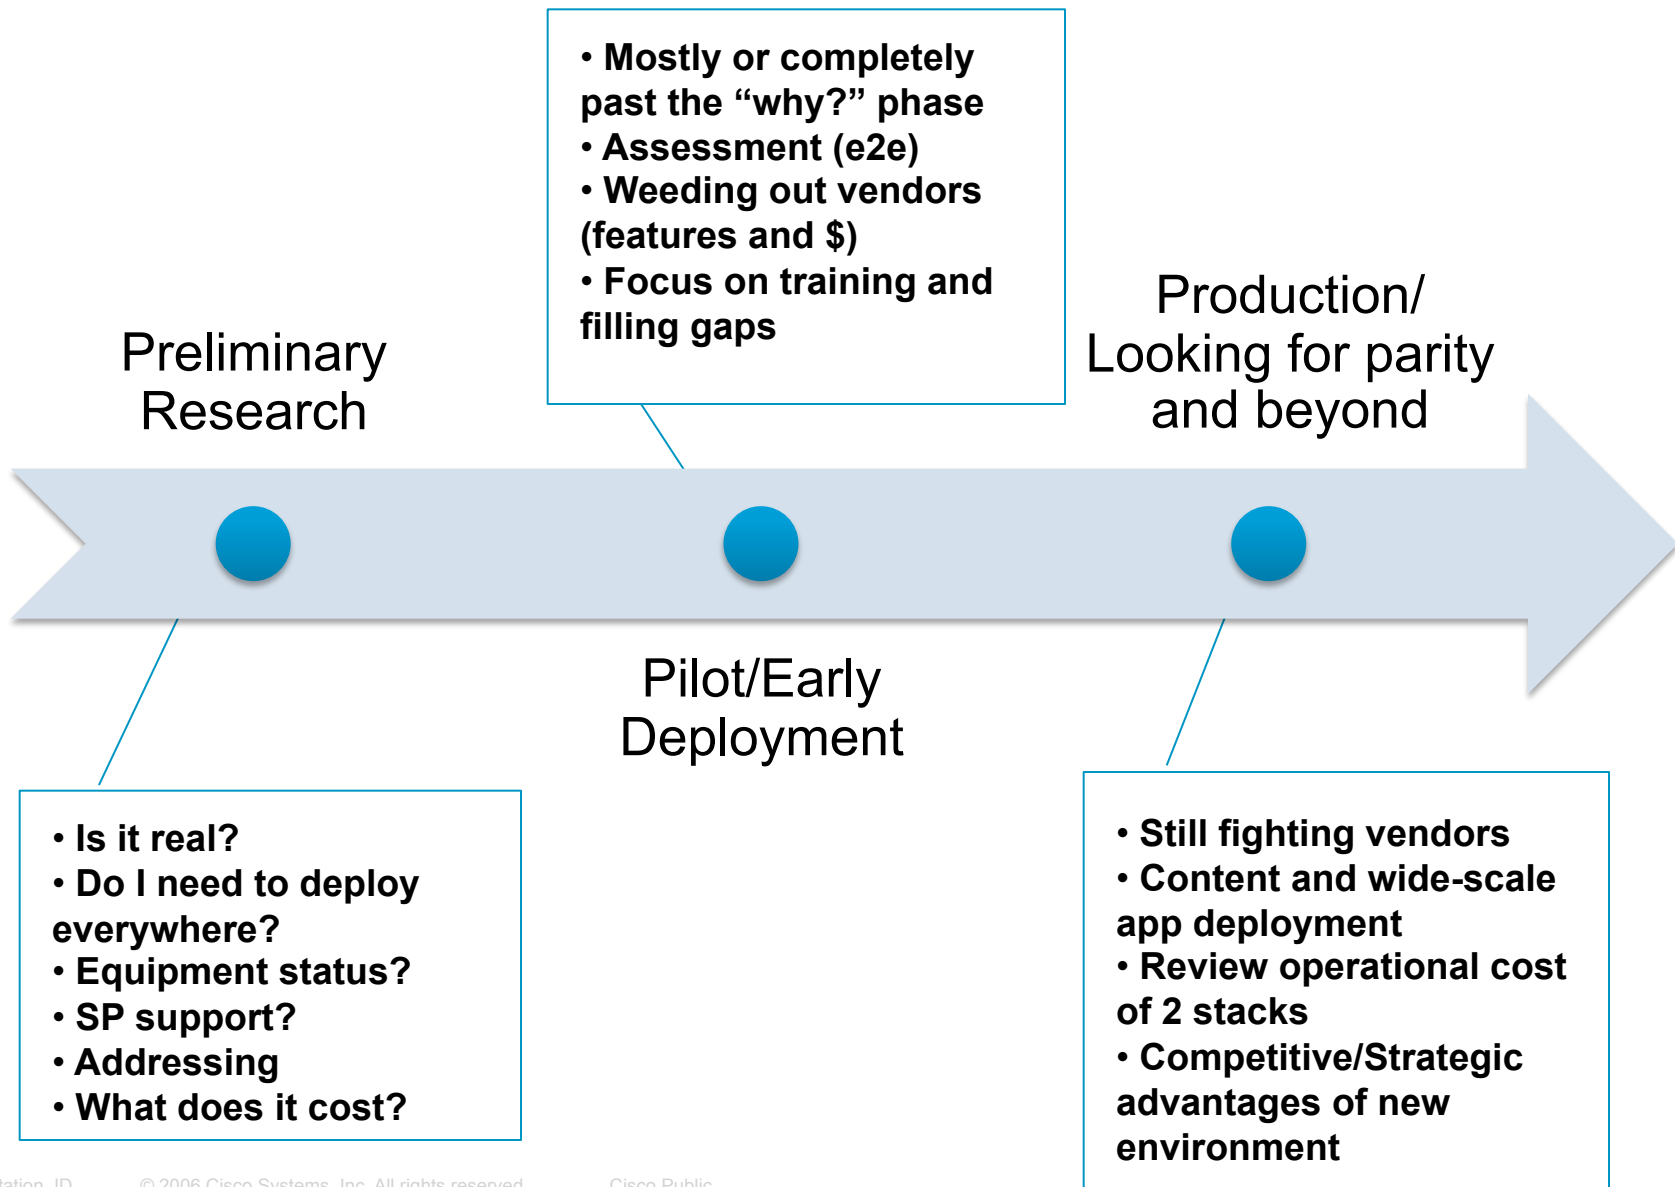 • Mostly or completely
past the “why?” phase
• Assessment (e2e)
• Weeding out vendors
(features and $)
• Focus on training and
filling gaps
Preliminary
Research
Production/
Looking for parity
and beyond
Pilot/Early
Deployment
• Is it real?
• Do I need to deploy
everywhere?
• Equipment status?
• SP support?
• Addressing
• What does it cost?
• Still fighting vendors
• Content and wide-scale
app deployment
• Review operational cost
of 2 stacks
• Competitive/Strategic
advantages of new
environment
© 2006 Cisco Systems, Inc. All rights reserved.
Cisco Public